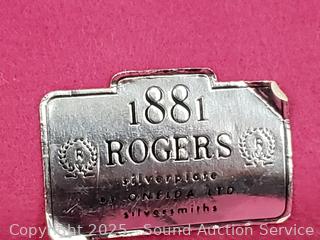 1881
R R
ROGERS
silverplate
BY ONEIDA LTD
silversmiths
Copyright 2025 - Sound Auction Service